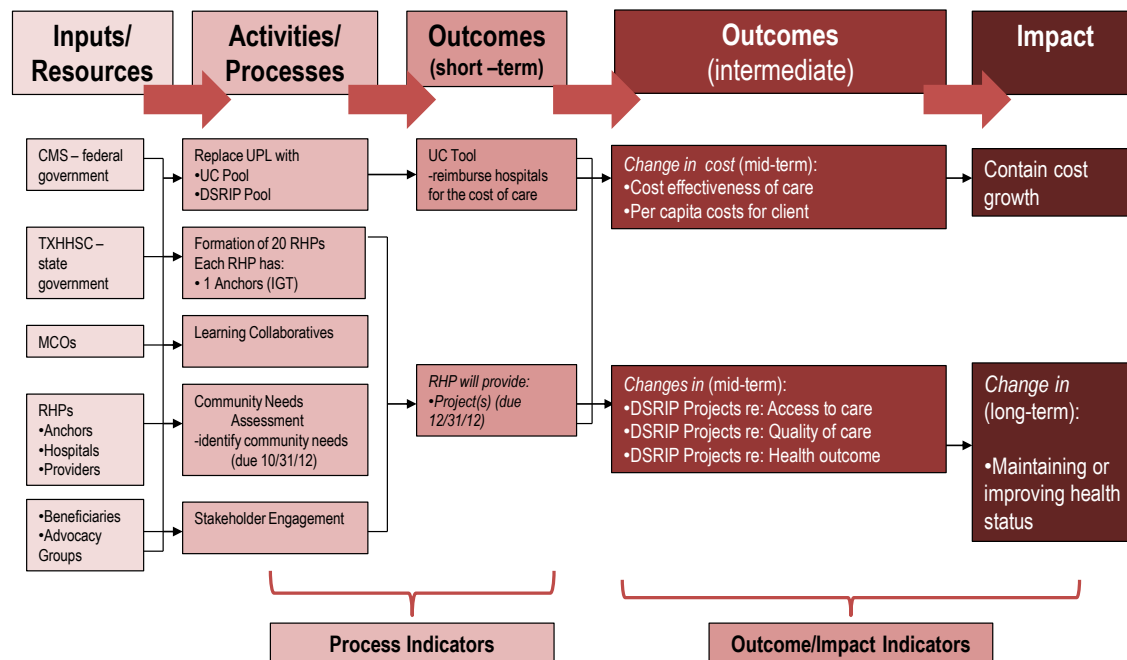 Inputs/
Resources
Activities/
Processes
Outcomes
(short –term)
Outcomes
(intermediate)
Impact
CMS – federal
government
TXHHSC –
state
government
MCOs
RHPs
•Anchors
•Hospitals
•Providers
•Beneficiaries
•Advocacy
Groups
Replace UPL with
•UC Pool
•DSRIP Pool
Formation of 20 RHPs
Each RHP has:
• 1 Anchors (IGT)
Learning Collaboratives
Community Needs
Assessment
-identify community needs
(due 10/31/12)
Stakeholder Engagement
UC Tool
-reimburse hospitals
for the cost of care
RHP will provide:
•Project(s) (due
12/31/12)
Change in cost (mid-term):
•Cost effectiveness of care
•Per capita costs for client
Changes in (mid-term):
•DSRIP Projects re: Access to care
•DSRIP Projects re: Quality of care
•DSRIP Projects re: Health outcome
Contain cost
growth
Change in
(long-term):
•Maintaining or
improving health
status
Process Indicators
Outcome/Impact Indicators